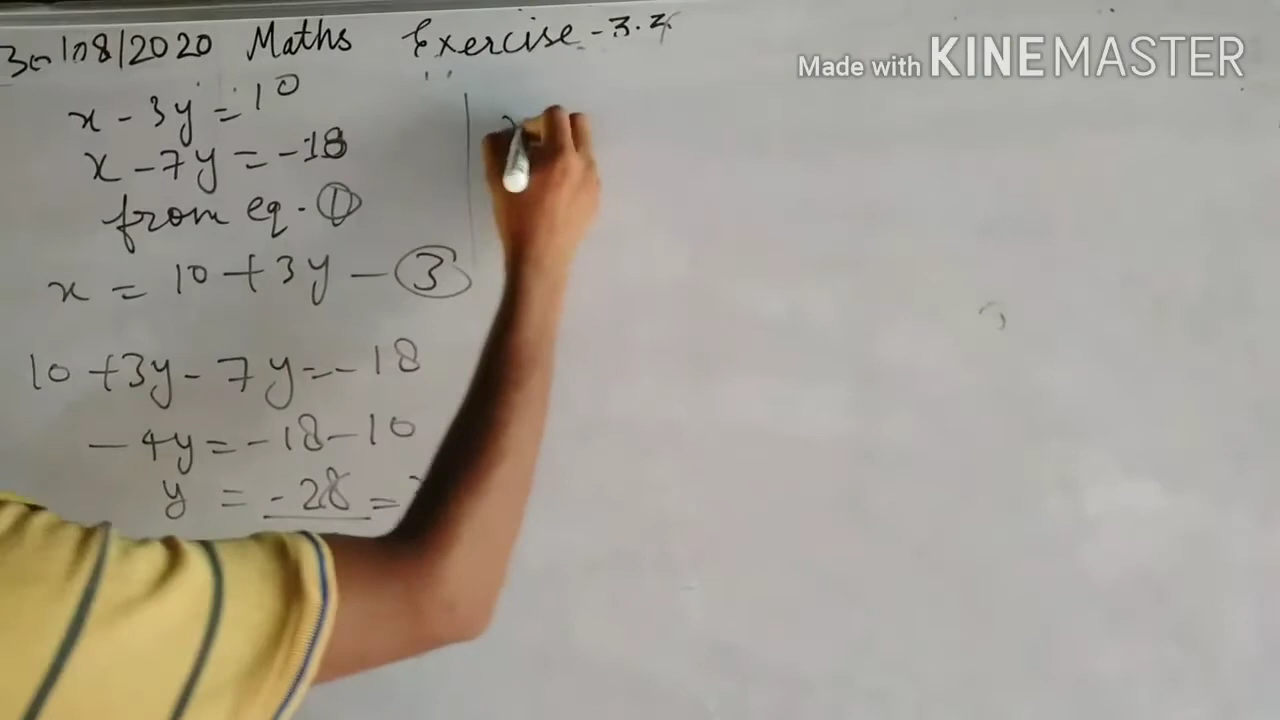 30/08/2020 Maths Exercise - 3.3
Made with KINEMASTER
x - 3y = 10
x - 7y = -18
from eq. ①
x = 10 + 3y - ③
10 + 3y - 7y = -18
- 4y = -18 - 10
y = -28 =